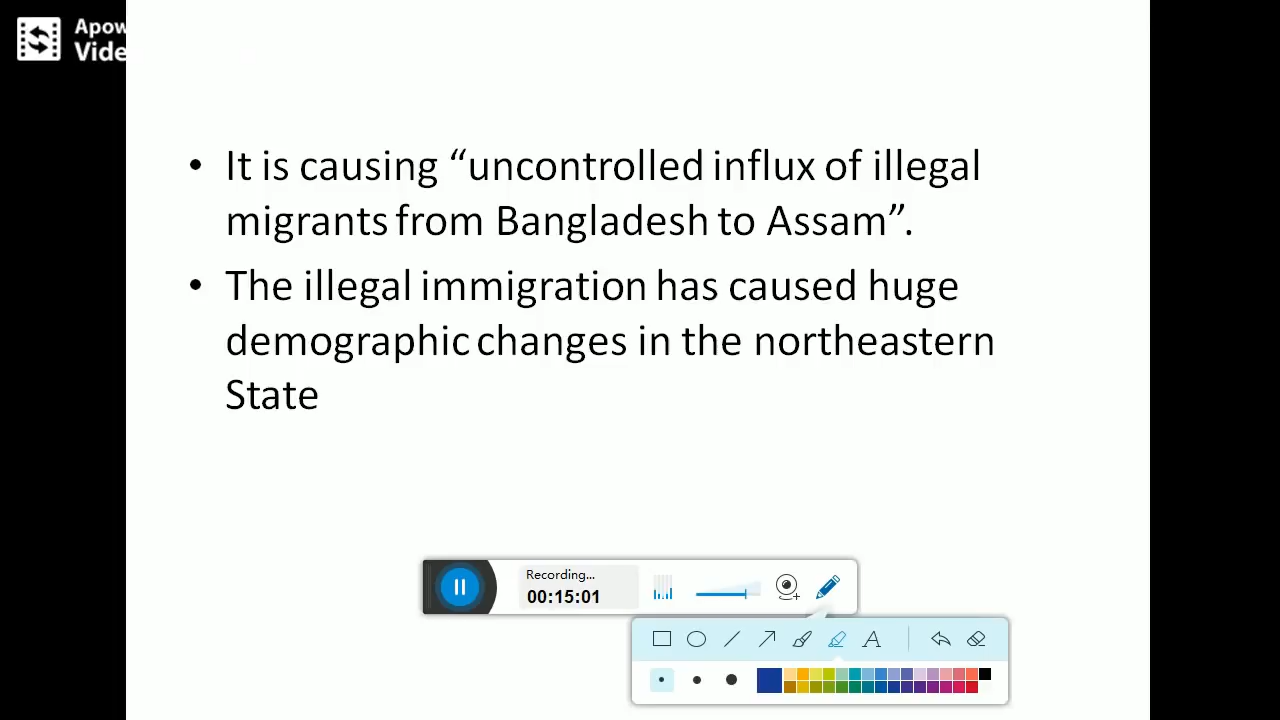 Apow
Vide
• It is causing “uncontrolled influx of illegal
migrants from Bangladesh to Assam”.
• The illegal immigration has caused huge
demographic changes in the northeastern
State
Recording...
00:15:01
A